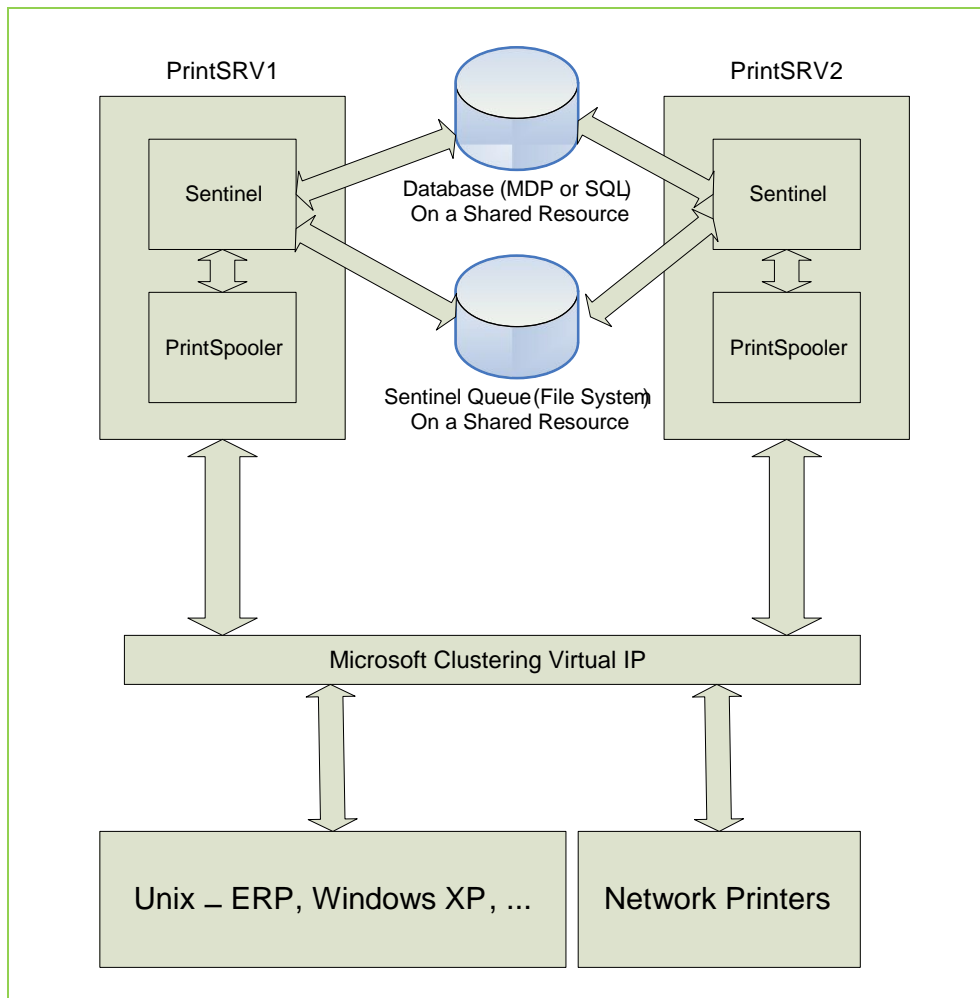 PrintSRV1
PrintSRV2
Sentinel
Database (MDP or SQL)
On a Shared Resource
Sentinel
PrintSpooler
Sentinel Queue (File System)
On a Shared Resource
PrintSpooler
Microsoft Clustering Virtual IP
Unix – ERP, Windows XP, ...
Network Printers